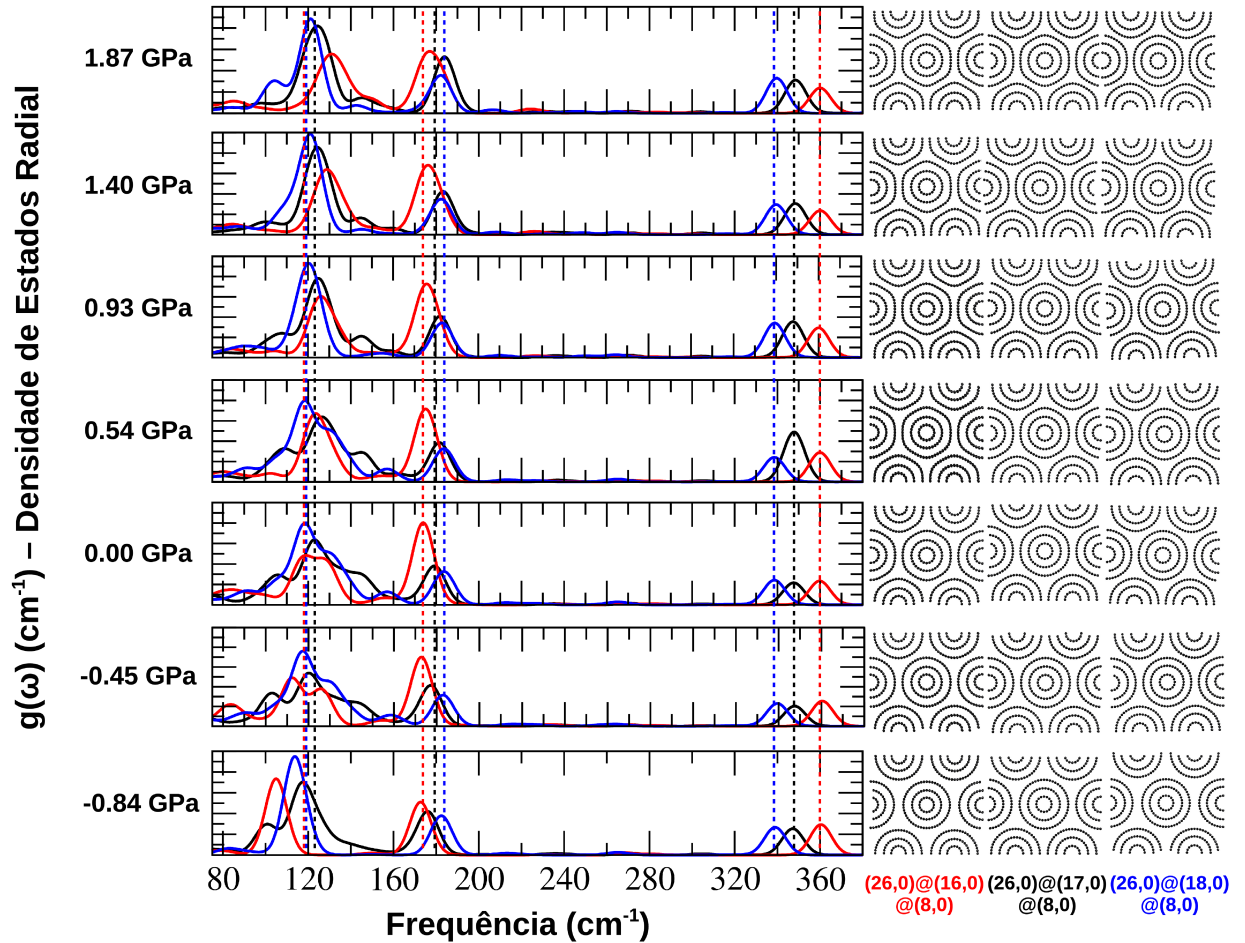 g(ω) (cm-1) – Densidade de Estados Radial
1.87 GPa
1.40 GPa
0.93 GPa
0.54 GPa
0.00 GPa
-0.45 GPa
-0.84 GPa
80 120 160 200 240 280 320 360
Frequência (cm-1)
(26,0)@(16,0) (26,0)@(17,0) (26,0)@(18,0)
@(8,0) @(8,0) @(8,0)